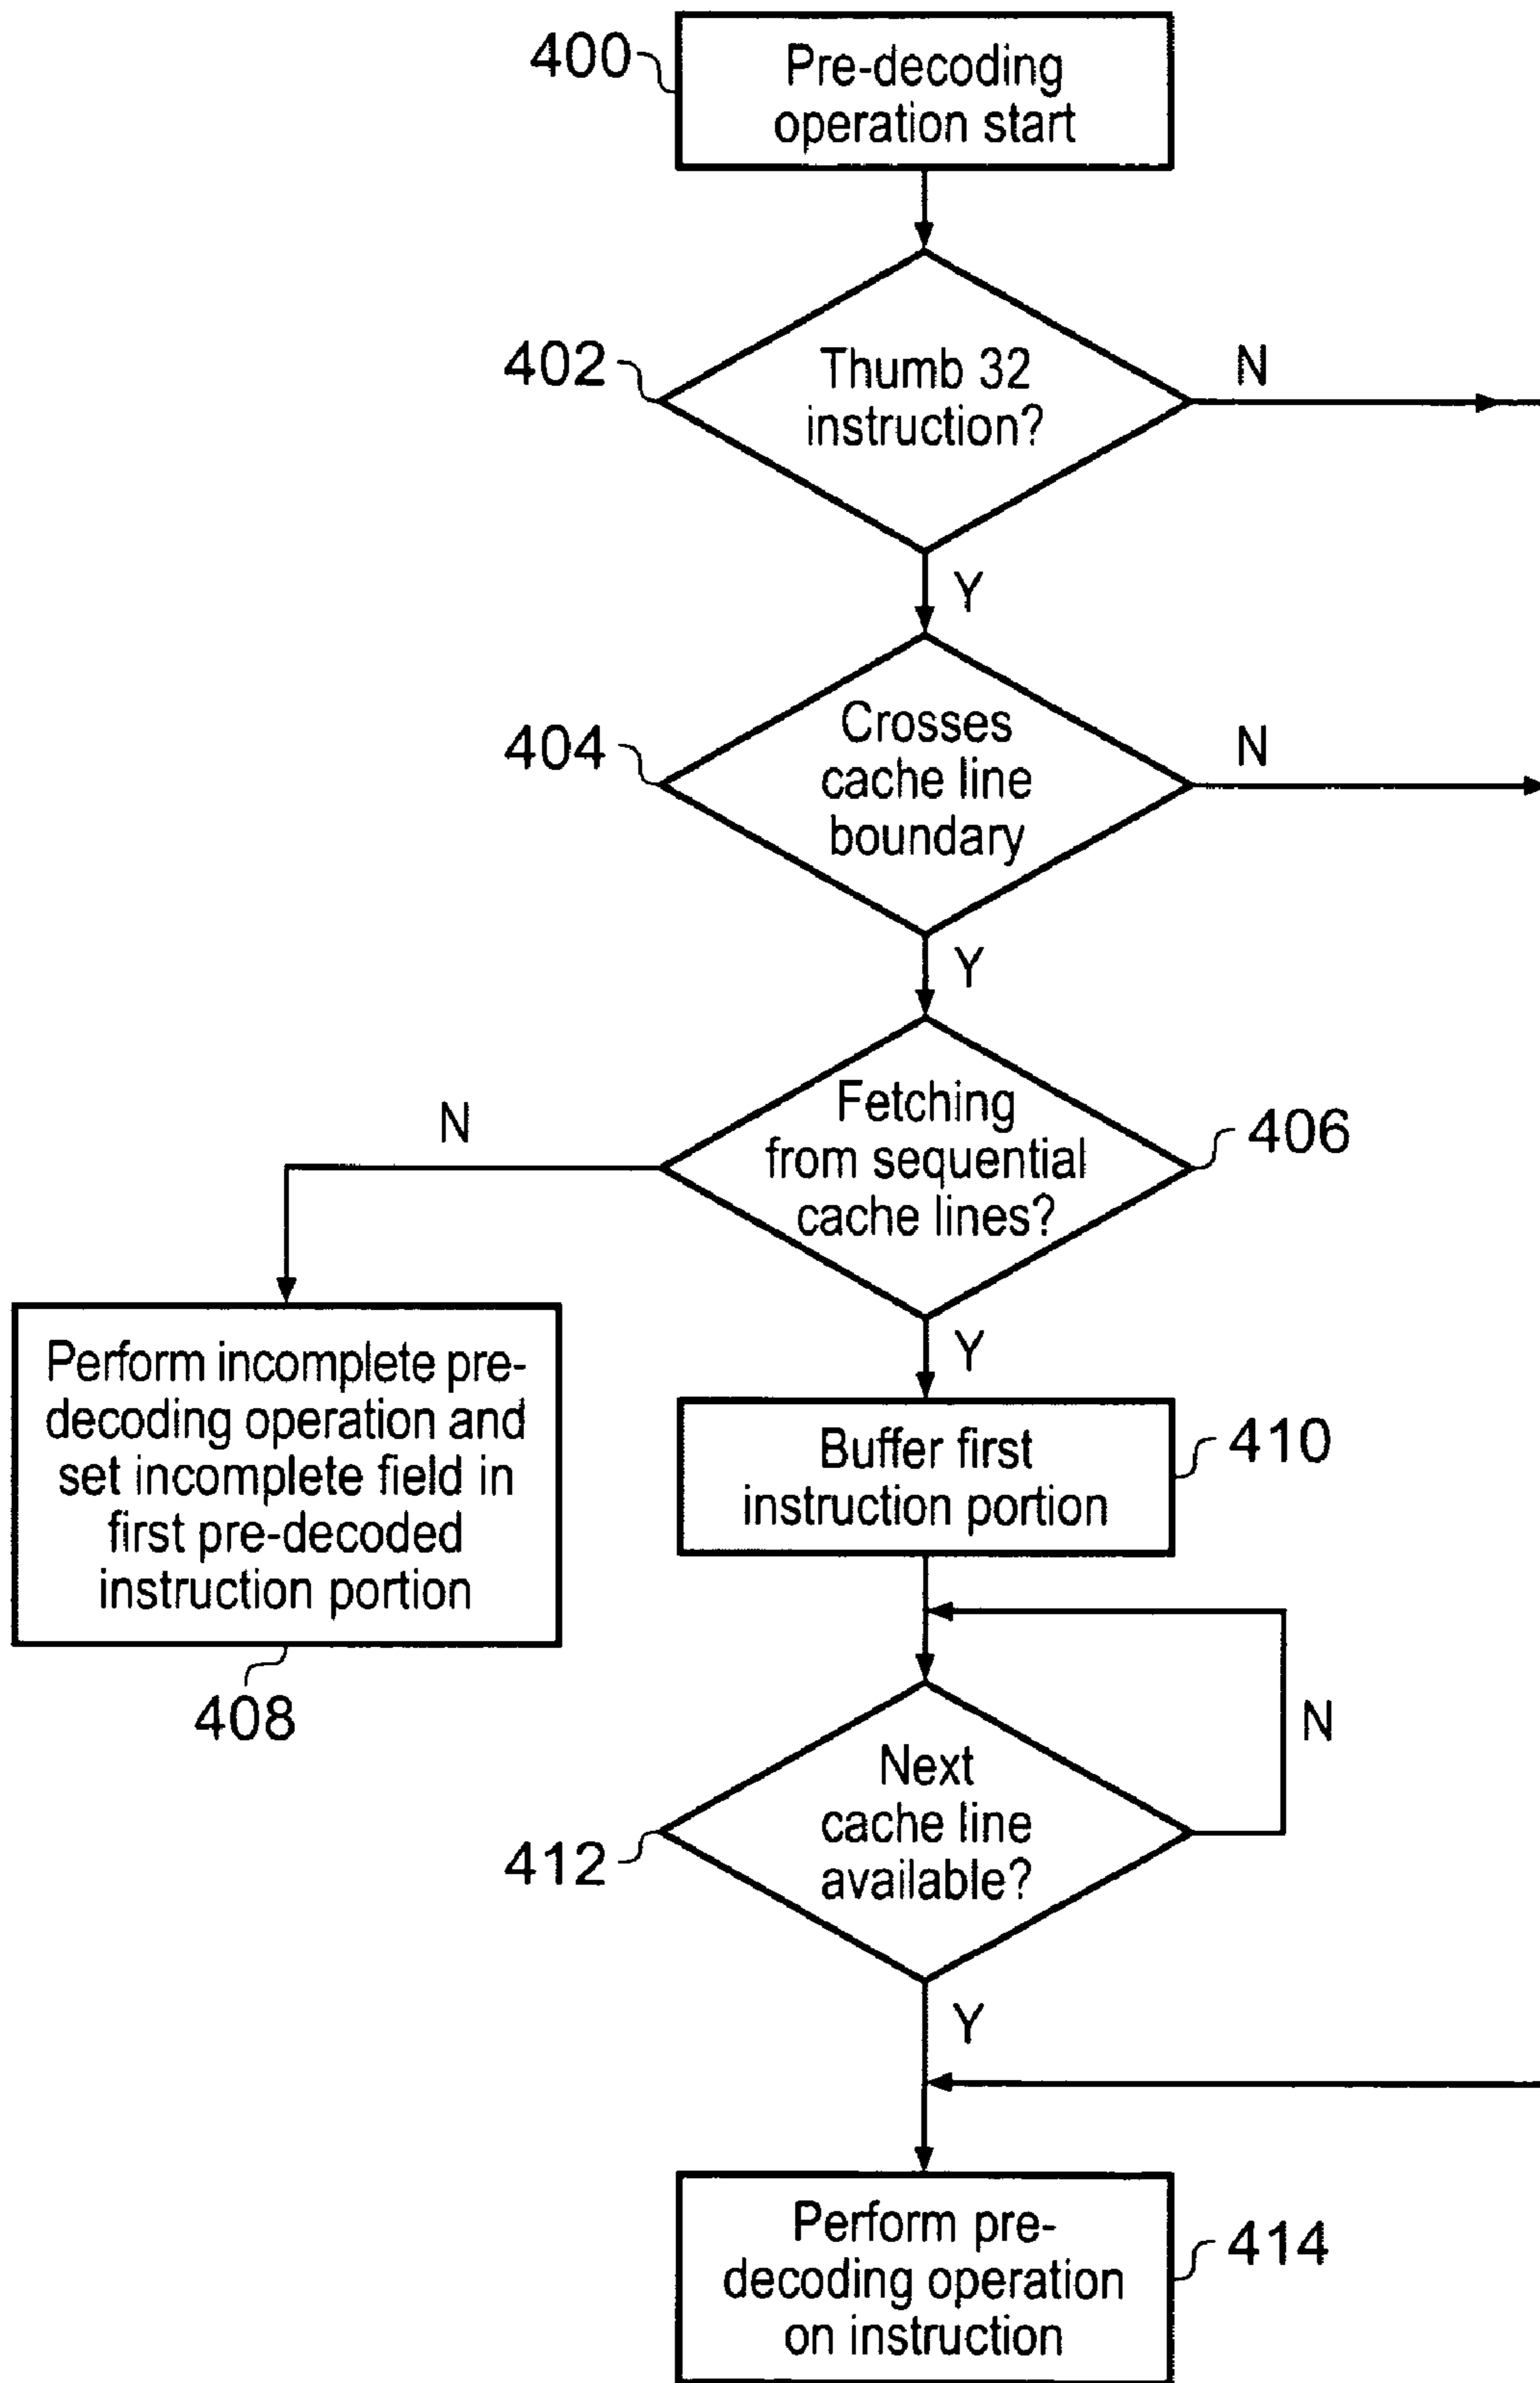 400
Pre-decoding
operation start
402
Thumb 32
instruction?
N
Y
404
Crosses
cache line
boundary
N
Y
Fetching
from sequential
cache lines?
406
N
Y
Perform incomplete pre-
decoding operation and
set incomplete field in
first pre-decoded
instruction portion
408
Buffer first
instruction portion
410
Next
cache line
available?
412
N
Y
Perform pre-
decoding operation
on instruction
414